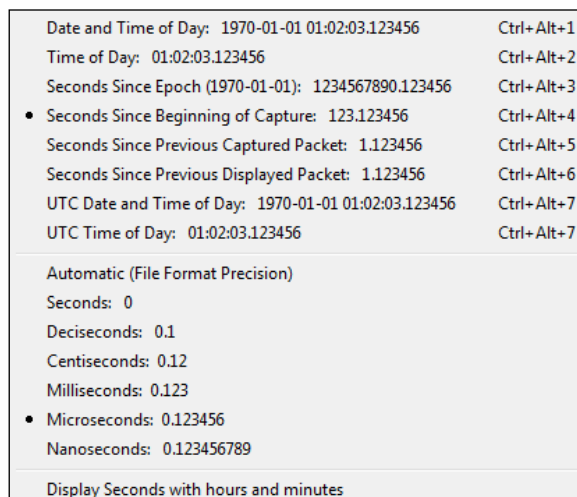 Date and Time of Day: 1970-01-01 01:02:03.123456 Ctrl+Alt+1
Time of Day: 01:02:03.123456 Ctrl+Alt+2
Seconds Since Epoch (1970-01-01): 1234567890.123456 Ctrl+Alt+3
• Seconds Since Beginning of Capture: 123.123456 Ctrl+Alt+4
Seconds Since Previous Captured Packet: 1.123456 Ctrl+Alt+5
Seconds Since Previous Displayed Packet: 1.123456 Ctrl+Alt+6
UTC Date and Time of Day: 1970-01-01 01:02:03.123456 Ctrl+Alt+7
UTC Time of Day: 01:02:03.123456 Ctrl+Alt+7
Automatic (File Format Precision)
Seconds: 0
Deciseconds: 0.1
Centiseconds: 0.12
Milliseconds: 0.123
• Microseconds: 0.123456
Nanoseconds: 0.123456789
Display Seconds with hours and minutes